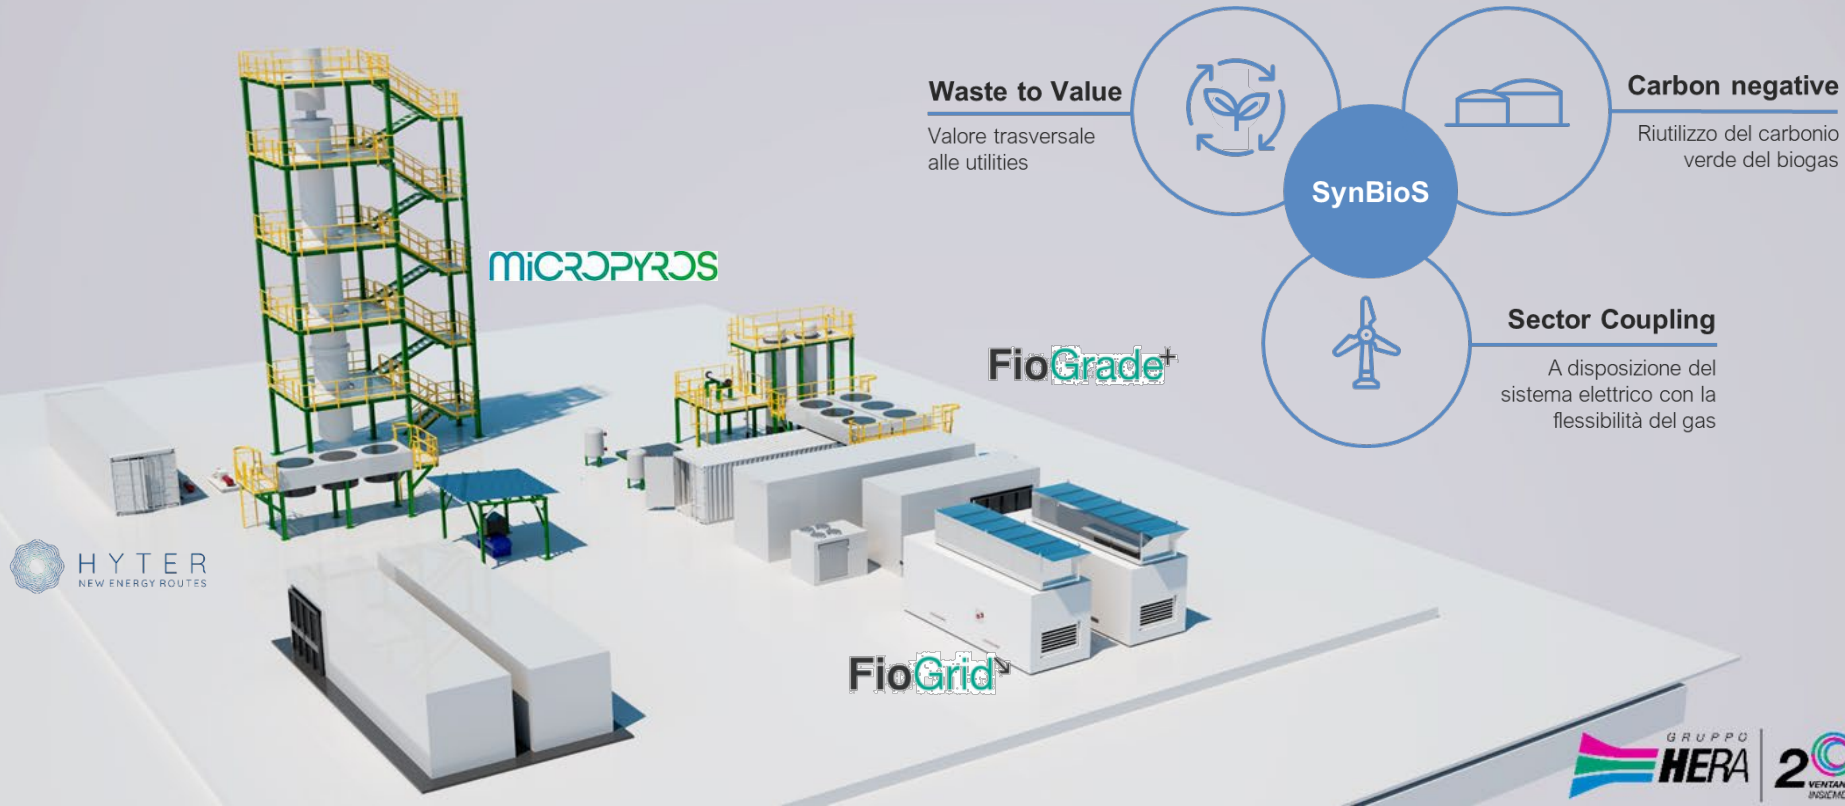 Waste to Value
Valore trasversale
alle utilities
Carbon negative
Riutilizzo del carbonio
verde del biogas
SynBioS
Sector Coupling
A disposizione del
sistema elettrico con la
flessibilità del gas
MiCROPYROS
FioGrade+
HYTER
NEW ENERGY ROUTES
FioGrid
GRUPPO
HERA
20